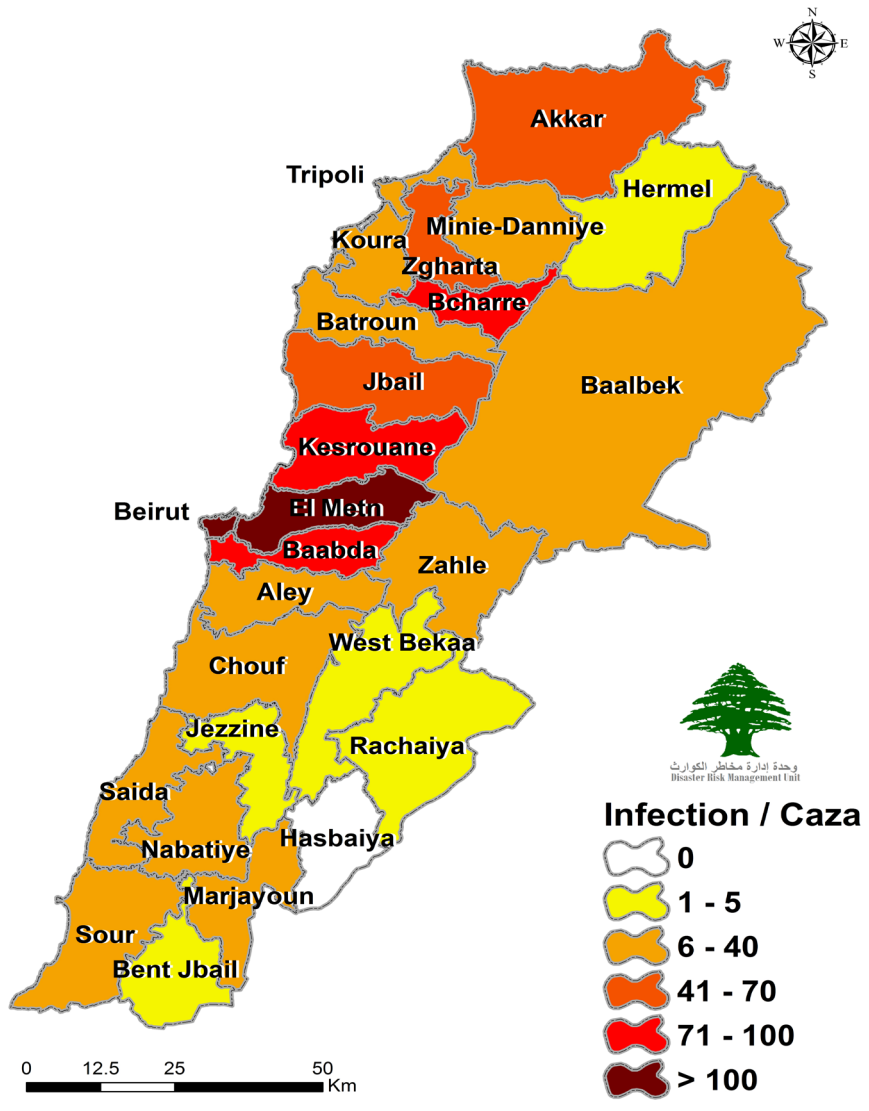 N
W
E
S
Akkar
Tripoli
Hermel
Minie-Danniye
Koura
Zgharta
Bcharre
Batroun
Jbail
Baalbek
Kesrouane
Beirut
El Metn
Baabda
Zahle
Aley
West Bekaa
Chouf
Jezzine
Rachaiya
Saida
Hasbaiya
Nabatiye
Marjayoun
Sour
Bent Jbail
وحدة إدارة مخاطر الكوارث
Disaster Risk Management Unit
Infection / Caza
0
1 - 5
6 - 40
41 - 70
71 - 100
> 100
0 12.5 25 50
Km